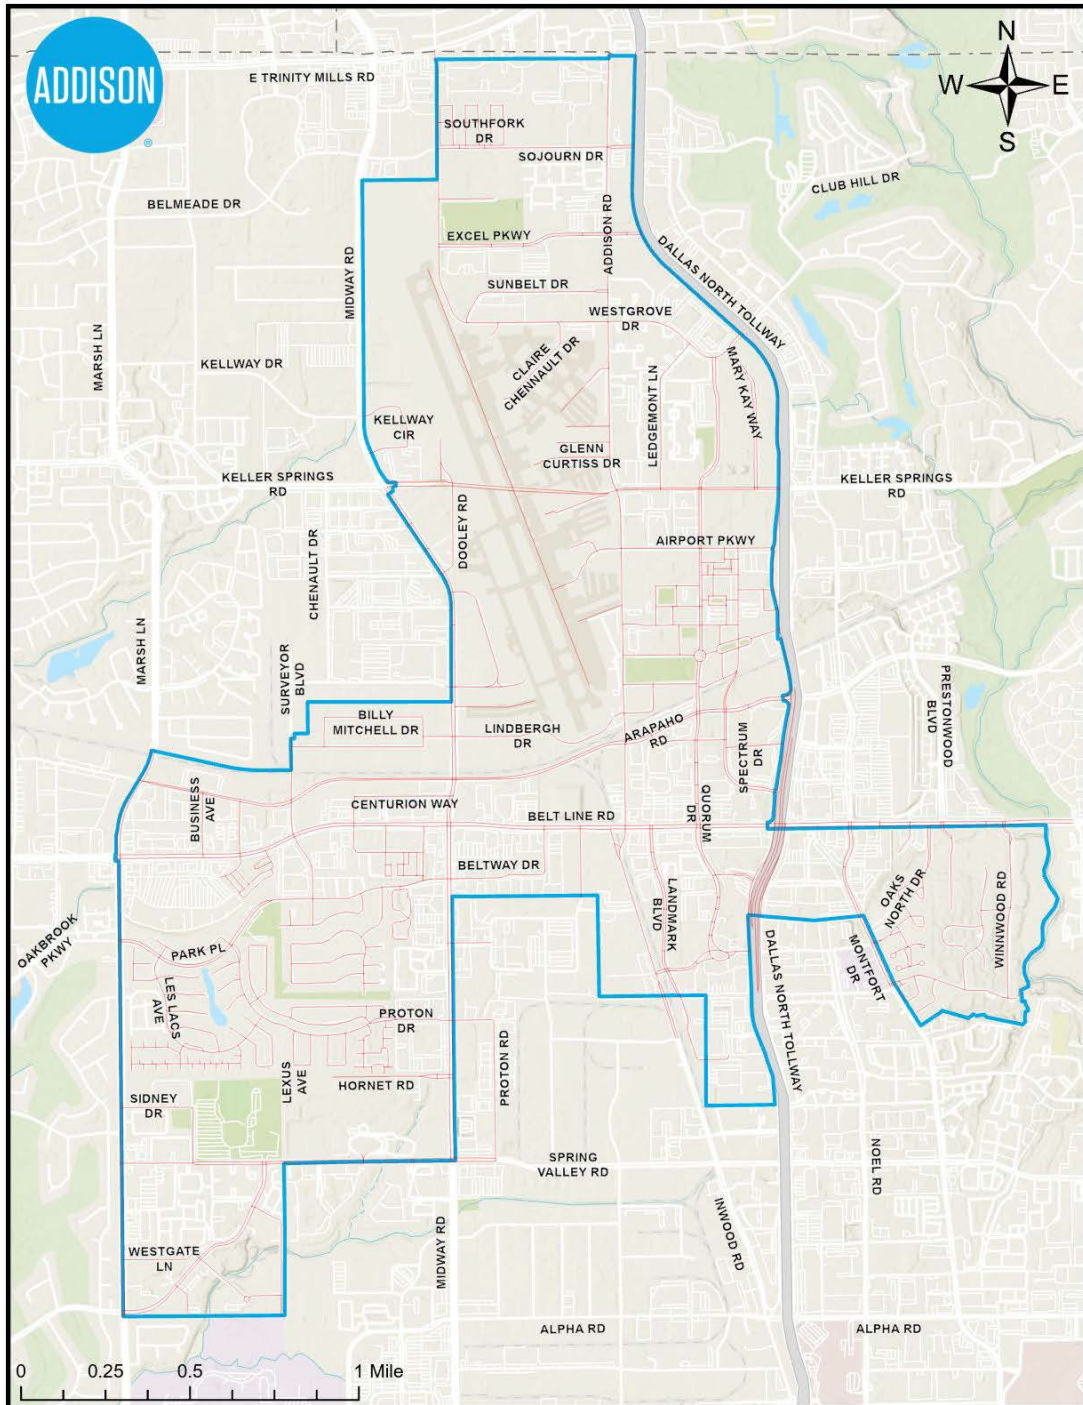 ADDISON
®
N
W
E
S
E TRINITY MILLS RD
SOUTHFORK
DR
SOJOURN DR
CLUB HILL DR
BELMEADE DR
EXCEL PKWY
ADDISON RD
MIDWAY RD
DALLAS NORTH TOLLWAY
SUNBELT DR
WESTGROVE
DR
MARSH LN
KELLWAY DR
CLAIRE
CHENNAULT DR
LEDGEMONT LN
MARY KAY WAY
KELLWAY
CIR
GLENN
CURTISS DR
KELLER SPRINGS
RD
KELLER SPRINGS
RD
DOOLEY RD
CHENAULT DR
AIRPORT PKWY
MARSH LN
SURVEYOR
BLVD
PRESTONWOOD
BLVD
BILLY
MITCHELL DR
LINDBERGH
DR
ARAPAHO
RD
SPECTRUM
DR
BUSINESS
AVE
CENTURION WAY
BELT LINE RD
QUORUM
DR
BELTWAY DR
LANDMARK
BLVD
OAKS
NORTH DR
WINNWOOD RD
OAKBROOK
PKWY
PARK PL
MONTFORT
DR
DALLAS NORTH TOLLWAY
LES LACS
AVE
PROTON
DR
PROTON RD
LEXUS
AVE
HORNET RD
SIDNEY
DR
SPRING
VALLEY RD
NOEL RD
WESTGATE
LN
MIDWAY RD
INWOOD RD
ALPHA RD
ALPHA RD
0 0.25 0.5 1 Mile